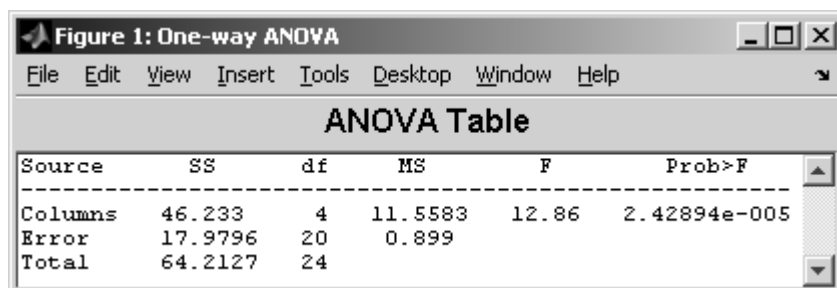 Figure 1: One-way ANOVA
File Edit View Insert Tools Desktop Window Help
ANOVA Table
Source SS df MS F Prob>F
Columns 46.233 4 11.5583 12.86 2.42894e-005
Error 17.9796 20 0.899
Total 64.2127 24